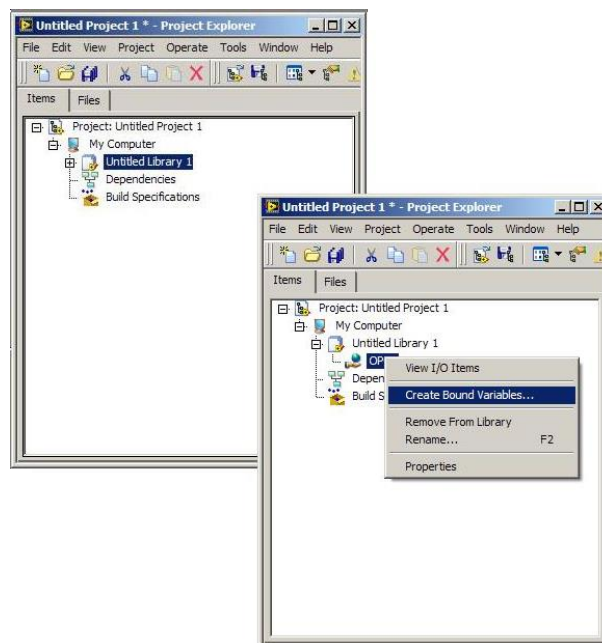 Untitled Project 1 * - Project Explorer
File Edit View Project Operate Tools Window Help
Items Files
Project: Untitled Project 1
My Computer
Untitled Library 1
Dependencies
Build Specifications
Untitled Project 1 * - Project Explorer
File Edit View Project Operate Tools Window Help
Items Files
Project: Untitled Project 1
My Computer
Untitled Library 1
View I/O Items
Create Bound Variables...
Remove From Library
Rename... F2
Properties